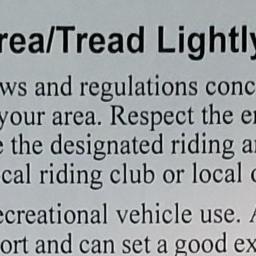 rea/Tread Lightly
ws and regulations conc
your area. Respect the e
the designated riding a
cal riding club or local
ecreational vehicle use.
ort and can set a good ex